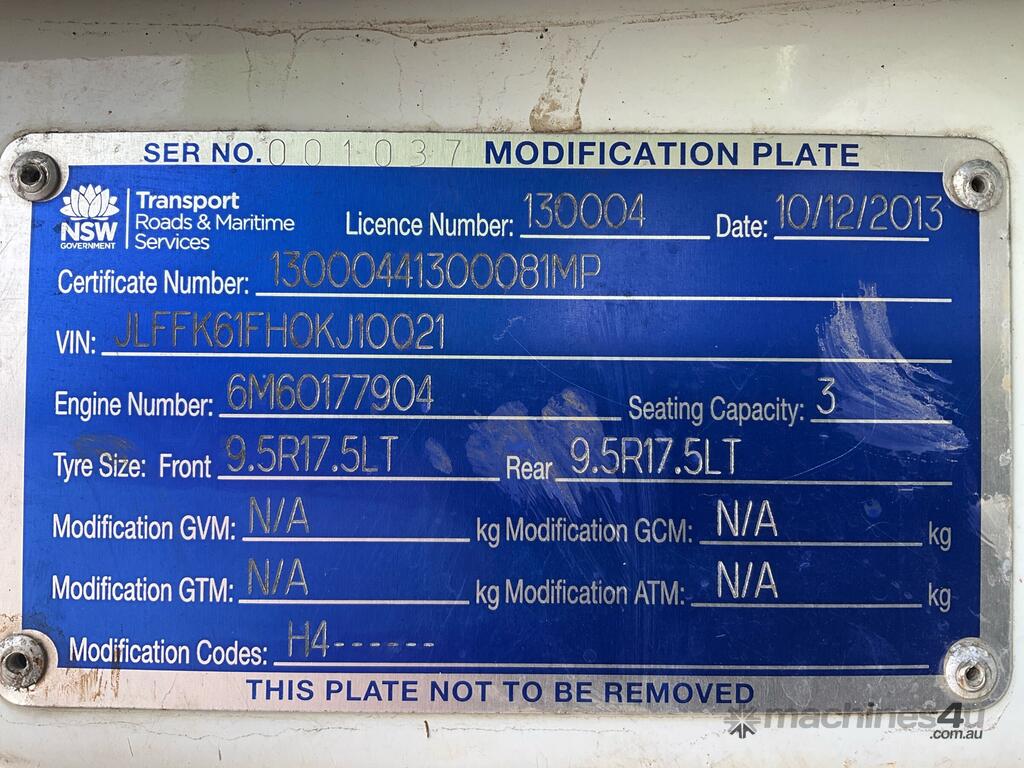 SER NO. 001037 MODIFICATION PLATE
NSW GOVERNMENT
Transport
Roads & Maritime
Services
Licence Number: 130004 Date: 10/12/2013
Certificate Number: 13000441300081MP
VIN: JLFFK61FH0KJ10021
Engine Number: 6M60177904 Seating Capacity: 3
Tyre Size: Front 9.5R17.5LT Rear 9.5R17.5LT
Modification GVM: N/A kg Modification GCM: N/A kg
Modification GTM: N/A kg Modification ATM: N/A kg
Modification Codes: H4------
THIS PLATE NOT TO BE REMOVED
machines4u
.com.au